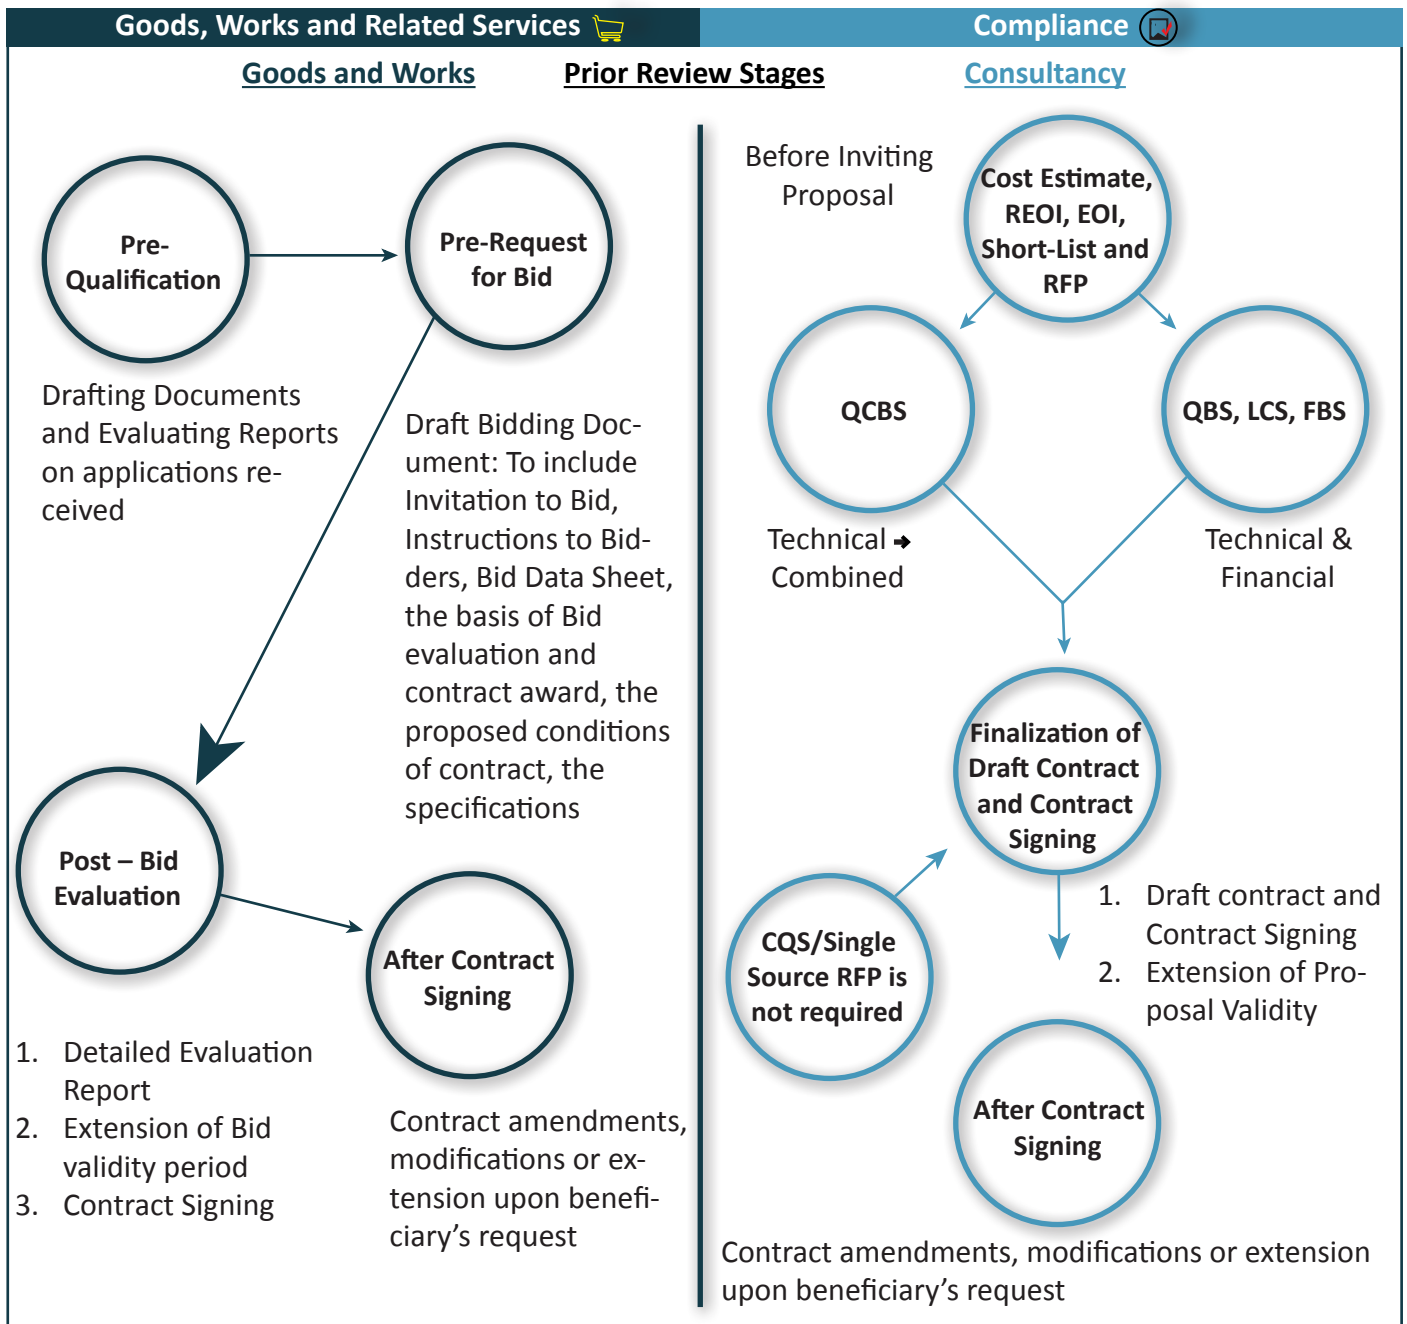 Goods, Works and Related Services
Compliance
Goods and Works
Prior Review Stages
Consultancy
Pre-
Qualification
Pre-Request
for Bid
Drafting Documents
and Evaluating Reports
on applications re-
ceived
Draft Bidding Doc-
ument: To include
Invitation to Bid,
Instructions to Bid-
ders, Bid Data Sheet,
the basis of Bid
evaluation and
contract award, the
proposed conditions
of contract, the
specifications
Post – Bid
Evaluation
After Contract
Signing
1. Detailed Evaluation
Report
2. Extension of Bid
validity period
3. Contract Signing
Contract amendments,
modifications or ex-
tension upon benefi-
ciary's request
Before Inviting
Proposal
Cost Estimate,
REOI, EOI,
Short-List and
RFP
QCBS
QBS, LCS, FBS
Technical ➜
Combined
Technical &
Financial
Finalization of
Draft Contract
and Contract
Signing
CQS/Single
Source RFP is
not required
1. Draft contract and
Contract Signing
2. Extension of Pro-
posal Validity
After Contract
Signing
Contract amendments, modifications or extension
upon beneficiary's request